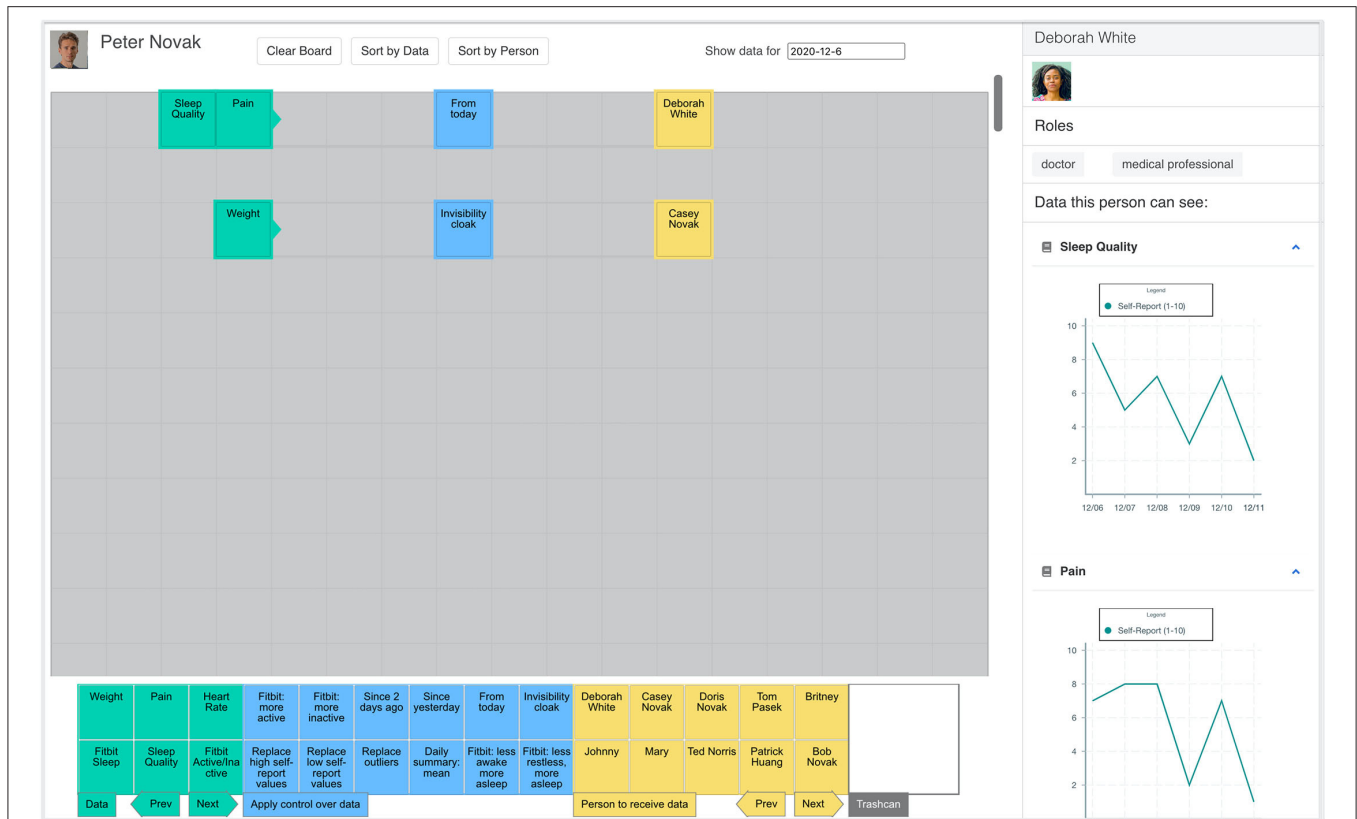 Peter Novak
Clear Board
Sort by Data
Sort by Person
Show data for
2020-12-6
Sleep
Quality
Pain
From
today
Deborah
White
Weight
Invisibility
cloak
Casey
Novak
Weight
Pain
Heart
Rate
Fitbit:
more
active
Fitbit:
more
inactive
Since 2
days ago
Since
yesterday
From
today
Invisibility
cloak
Deborah
White
Casey
Novak
Doris
Novak
Tom
Pasek
Britney
Fitbit
Sleep
Sleep
Quality
Fitbit
Active/Ina
ctive
Replace
high self-
report
values
Replace
low self-
report
values
Replace
outliers
Daily
summary:
mean
Fitbit: less
awake
more
asleep
Fitbit: less
restless,
more
asleep
Johnny
Mary
Ted Norris
Patrick
Huang
Bob
Novak
Data
Prev
Next
Apply control over data
Person to receive data
Prev
Next
Trashcan
Deborah White
Roles
doctor
medical professional
Data this person can see:
Sleep Quality
Legend
Self-Report (1-10)
10
8
6
4
2
12/06
12/07
12/08
12/09
12/10
12/11
Pain
Legend
Self-Report (1-10)
10
8
6
4
2